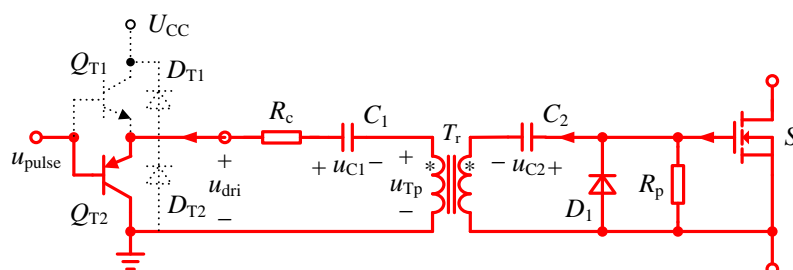 U_CC
Q_T1
D_T1
R_c
C_1
T_r
C_2
S
u_pulse
+
+ u_C1 −
+
*
*
− u_C2 +
u_dri
u_Tp
D_1
R_p
Q_T2
D_T2
−
−